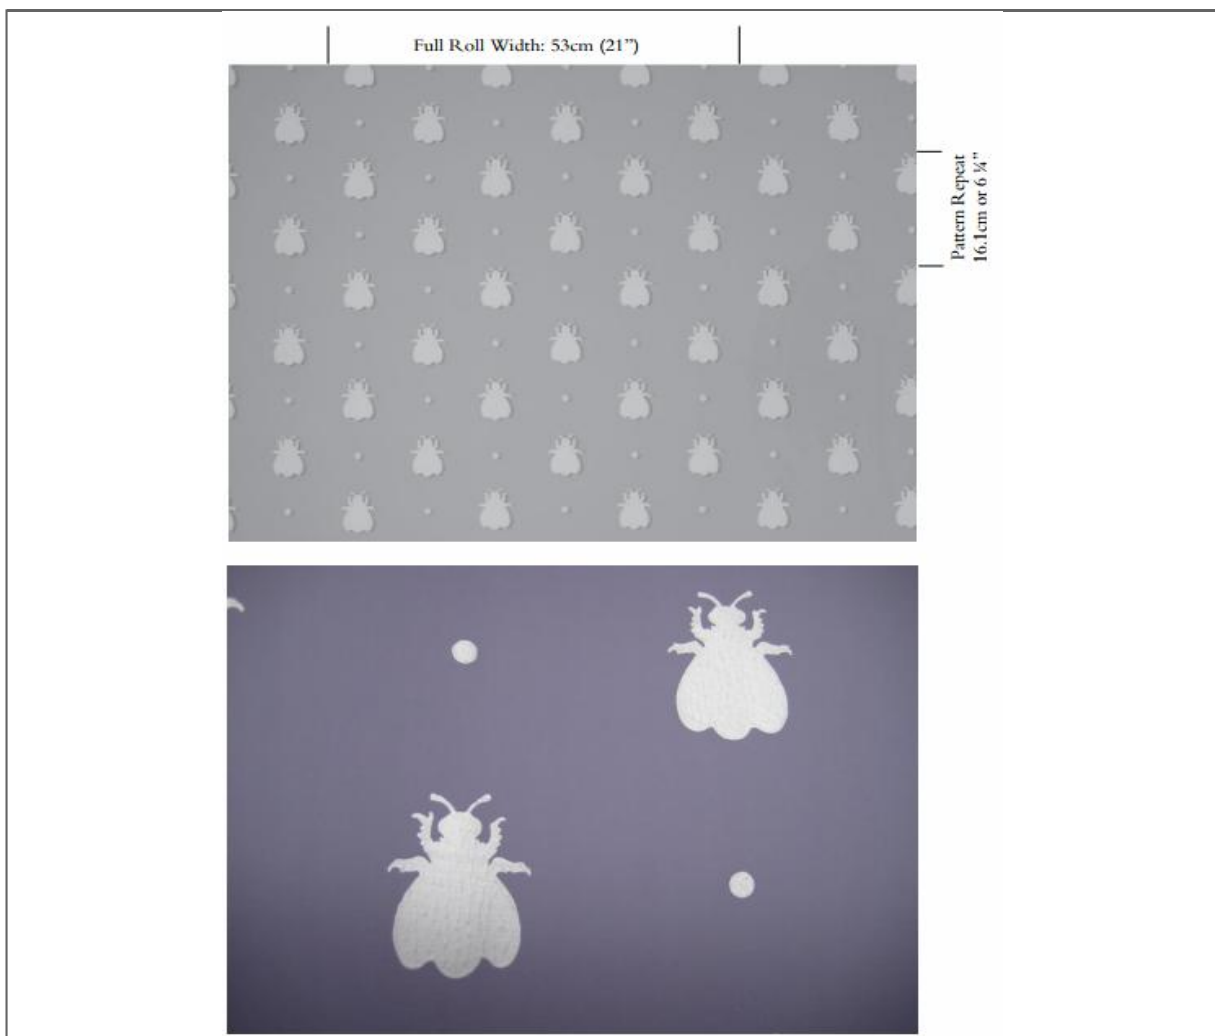 Full Roll Width: 53cm (21”)
Pattern Repeat
16.1cm or 6 ¼”